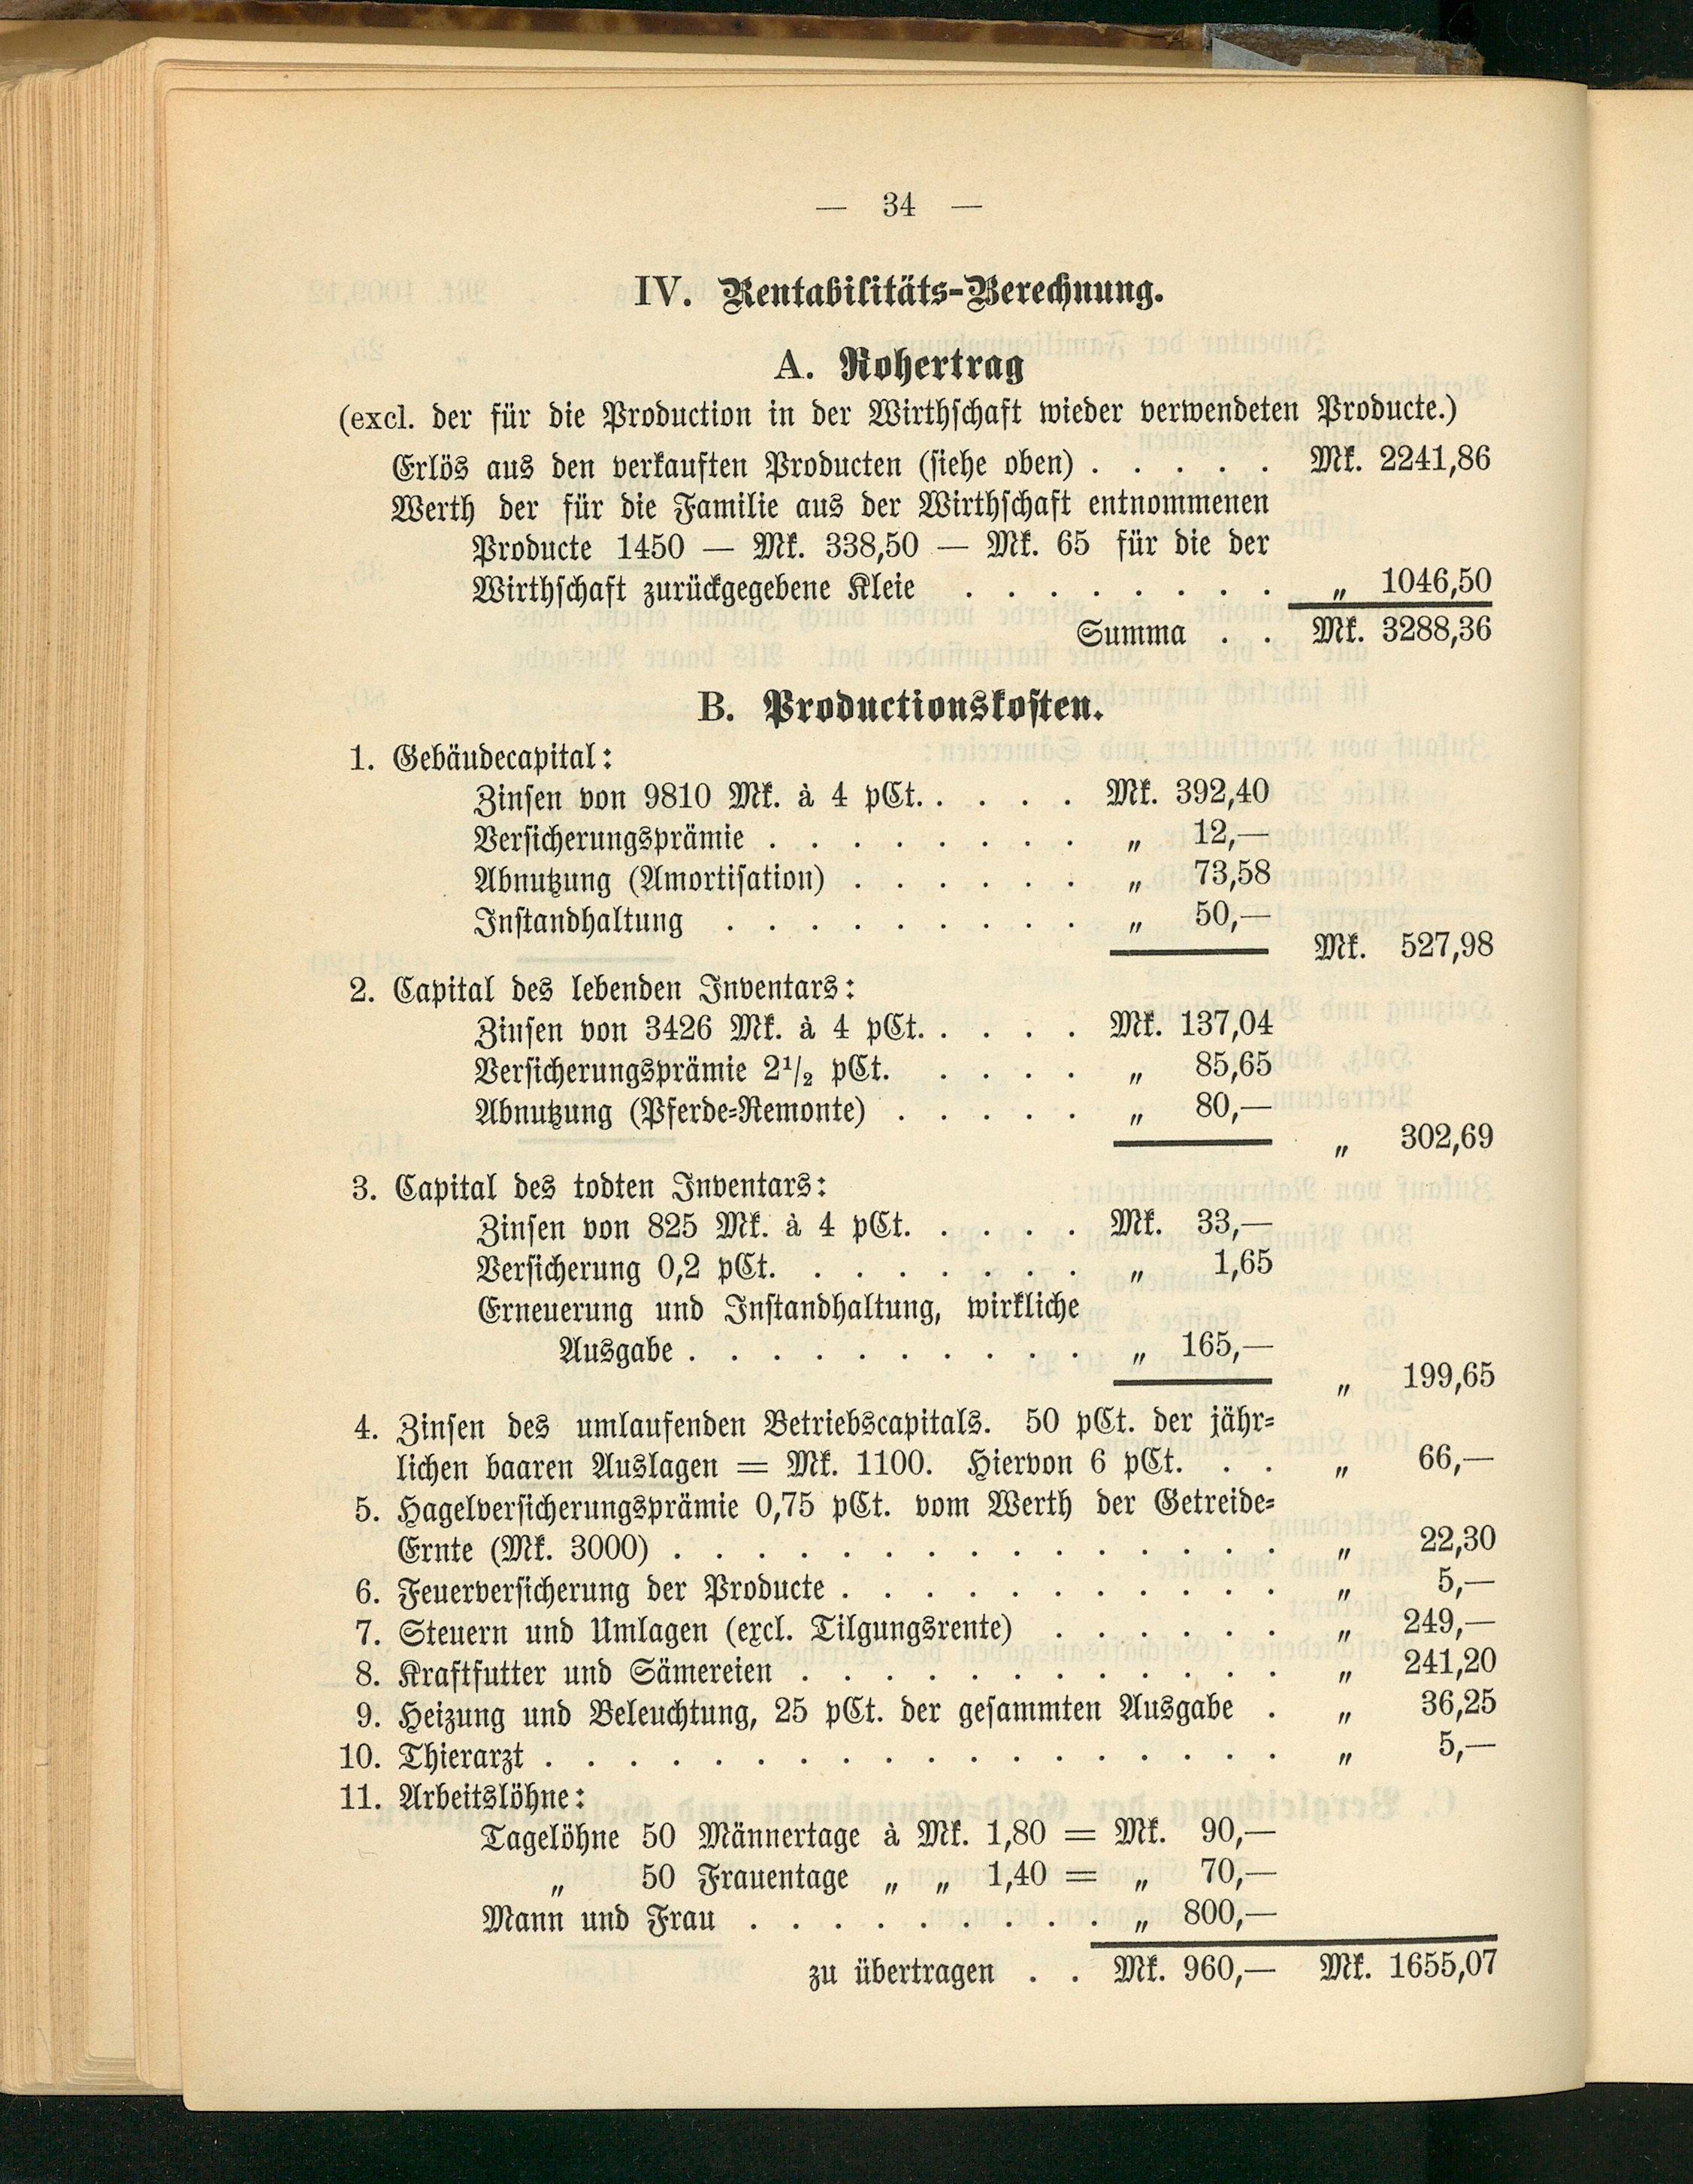 — 34 —
IV. Rentabilitäts-Berechnung.
A. Rohertrag
(excl. der für die Production in der Wirthschaft wieder verwendeten Producte.)
Erlös aus den verkauften Producten (siehe oben) . . . . . Mk. 2241,86
Werth der für die Familie aus der Wirthschaft entnommenen
Producte 1450 — Mk. 338,50 — Mk. 65 für die der
Wirthschaft zurückgegebene Kleie . . . . . . . . „ 1046,50
Summa . . Mk. 3288,36
B. Productionskosten.
1. Gebäudecapital:
Zinsen von 9810 Mk. à 4 pCt. . . . . Mk. 392,40
Versicherungsprämie . . . . . . . . „ 12,—
Abnutzung (Amortisation) . . . . . . „ 73,58
Instandhaltung . . . . . . . . . „ 50,—
Mk. 527,98
2. Capital des lebenden Inventars:
Zinsen von 3426 Mk. à 4 pCt. . . . . Mk. 137,04
Versicherungsprämie 2½ pCt. . . . . „ 85,65
Abnutzung (Pferde-Remonte) . . . . . „ 80,—
„ 302,69
3. Capital des todten Inventars:
Zinsen von 825 Mk. à 4 pCt. . . . . Mk. 33,—
Versicherung 0,2 pCt. . . . . . . . „ 1,65
Erneuerung und Instandhaltung, wirkliche
Ausgabe . . . . . . . . . . „ 165,—
„ 199,65
4. Zinsen des umlaufenden Betriebscapitals. 50 pCt. der jähr-
lichen baaren Auslagen = Mk. 1100. Hiervon 6 pCt. . . „ 66,—
5. Hagelversicherungsprämie 0,75 pCt. vom Werth der Getreide-
Ernte (Mk. 3000) . . . . . . . . . . . . . . . „ 22,30
6. Feuerversicherung der Producte . . . . . . . . . . . „ 5,—
7. Steuern und Umlagen (excl. Tilgungsrente) . . . . . . „ 249,—
8. Kraftfutter und Sämereien . . . . . . . . . . . . „ 241,20
9. Heizung und Beleuchtung, 25 pCt. der gesammten Ausgabe . „ 36,25
10. Thierarzt . . . . . . . . . . . . . . . . . . „ 5,—
11. Arbeitslöhne:
Tagelöhne 50 Männertage à Mk. 1,80 = Mk. 90,—
„ 50 Frauentage „ „ 1,40 = „ 70,—
Mann und Frau . . . . . . . . . „ 800,—
zu übertragen . . Mk. 960,— Mk. 1655,07